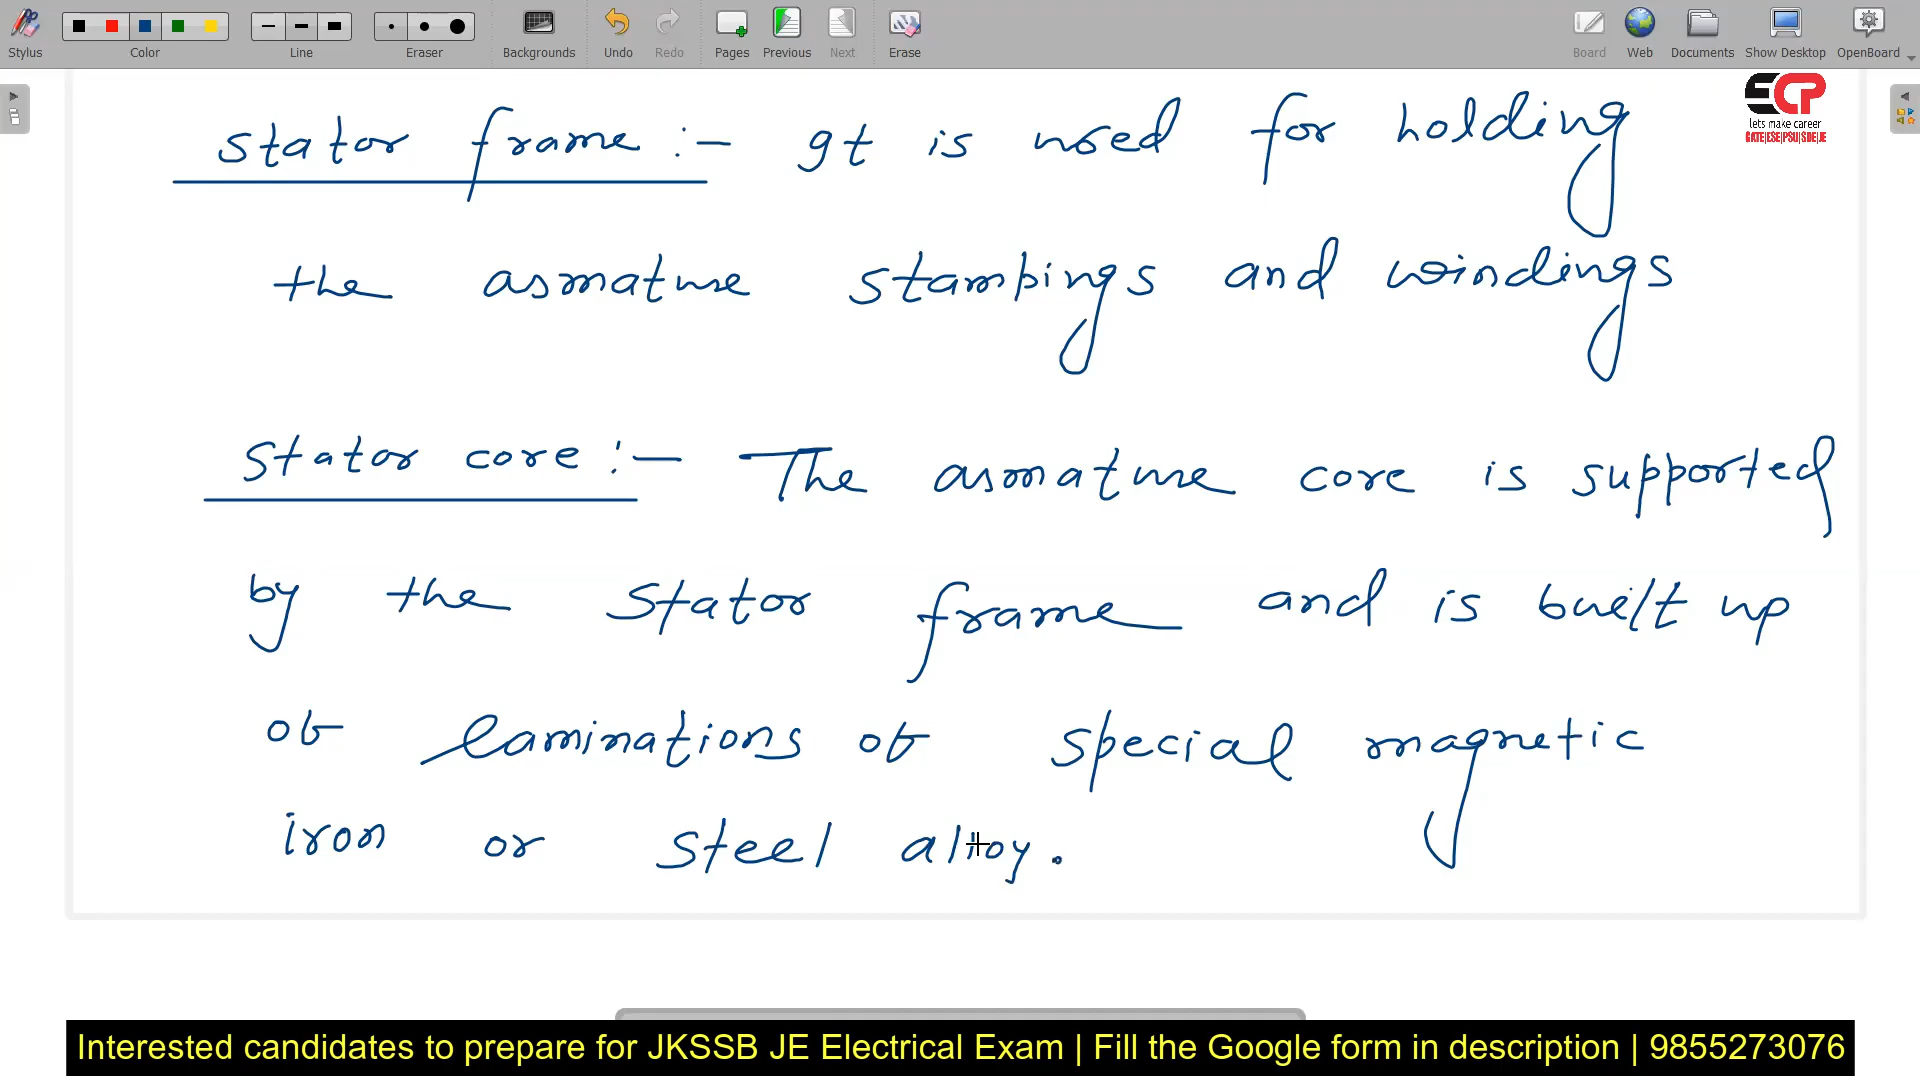 Stylus
Color
Line
Eraser
Backgrounds
Undo
Redo
Pages
Previous
Next
Erase
Board
Web
Documents
Show Desktop
OpenBoard
ECP
lets make career
GATE|ESE|PSU|SDE|JE
stator frame :- It is used for holding
the armature stampings and windings
Stator core :- The armature core is supported
by the stator frame and is built up
of laminations of special magnetic
iron or steel alloy.
Interested candidates to prepare for JKSSB JE Electrical Exam | Fill the Google form in description | 9855273076